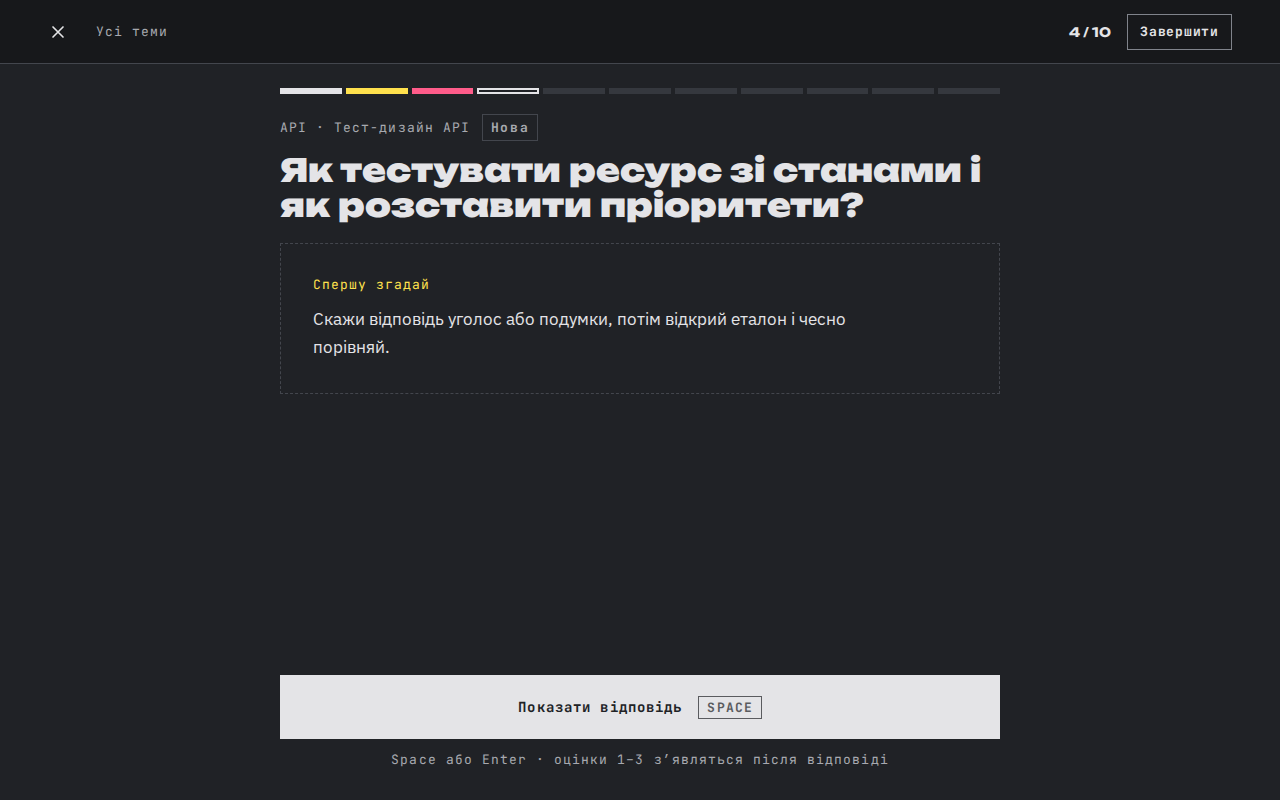 Усі теми
4 / 10
Завершити
API · Тест-дизайн API
Нова
Як тестувати ресурс зі станами і
як розставити пріоритети?
Спершу згадай
Скажи відповідь уголос або подумки, потім відкрий еталон і чесно
порівняй.
Показати відповідь SPACE
Space або Enter · оцінки 1–3 з’являться після відповіді